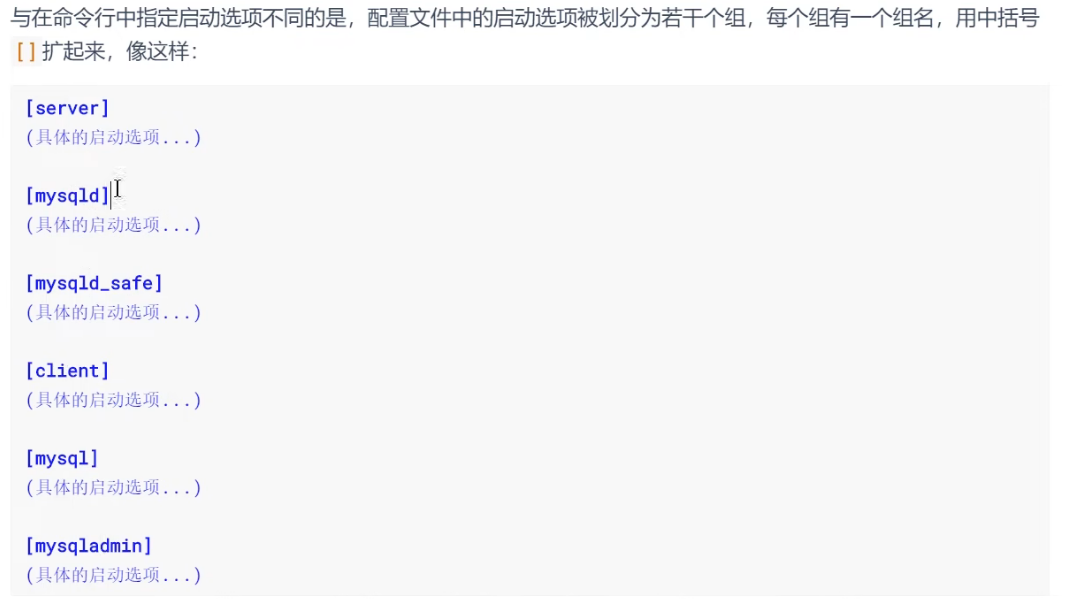 与在命令行中指定启动选项不同的是，配置文件中的启动选项被划分为若干个组，每个组有一个组名，用中括号
[]扩起来，像这样：
[server]
(具体的启动选项...)
[mysqld]
(具体的启动选项...)
[mysqld_safe]
(具体的启动选项...)
[client]
(具体的启动选项...)
[mysql]
(具体的启动选项...)
[mysqladmin]
(具体的启动选项...)